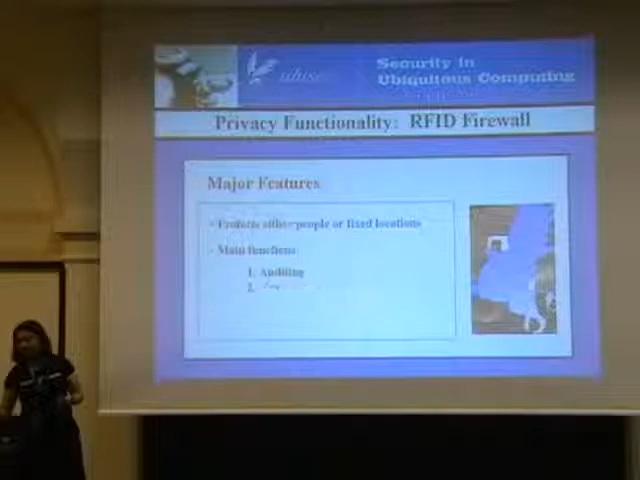 Security in
Ubiquitous Computing
Privacy Functionality: RFID Firewall
Major Features
• Protects either people or fixed locations
• Main functions:
1. Auditing
2.